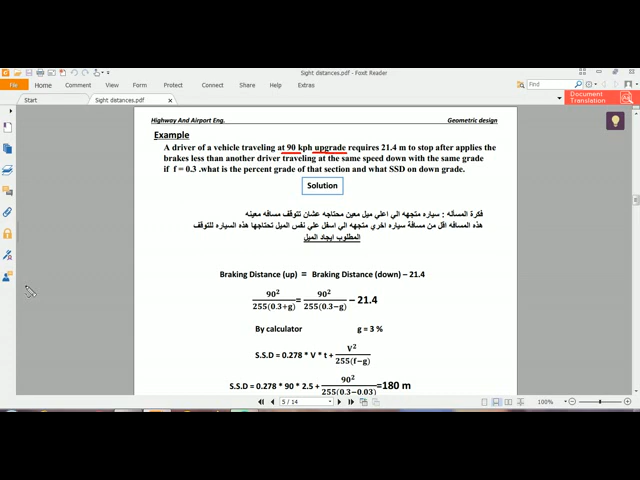 Sight dstances.pdf - Foxit Reader
File Home Comment View Form Protect Share Help Extras
Find
Start Sight dstances.pdf
Document Translation
Highway And Airport Eng. Geometric design
Example
A driver of a vehicle traveling at 90 kph upgrade requires 21.4 m to stop after applies the
brakes less than another driver traveling at the same speed down with the same grade
if f = 0.3 .what is the percent grade of that section and what SSD on down grade.
Solution
فكرة المساله : سياره متجهه الي اعلي ميل معين محتاجه عشان تتوقف مسافه معينه
هذه المسافه اقل من مسافة سياره اخري متجهه الي اسفل علي نفس الميل تحتاجها هذه السياره للتوقف
المطلوب ايجاد الميل
Braking Distance (up) = Braking Distance (down) – 21.4
90² / 255(0.3+g) = 90² / 255(0.3−g) – 21.4
By calculator g = 3 %
S.S.D = 0.278 * V * t + V² / 255(f−g)
S.S.D = 0.278 * 90 * 2.5 + 90² / 255(0.3−0.03) =180 m
5 / 14
100%